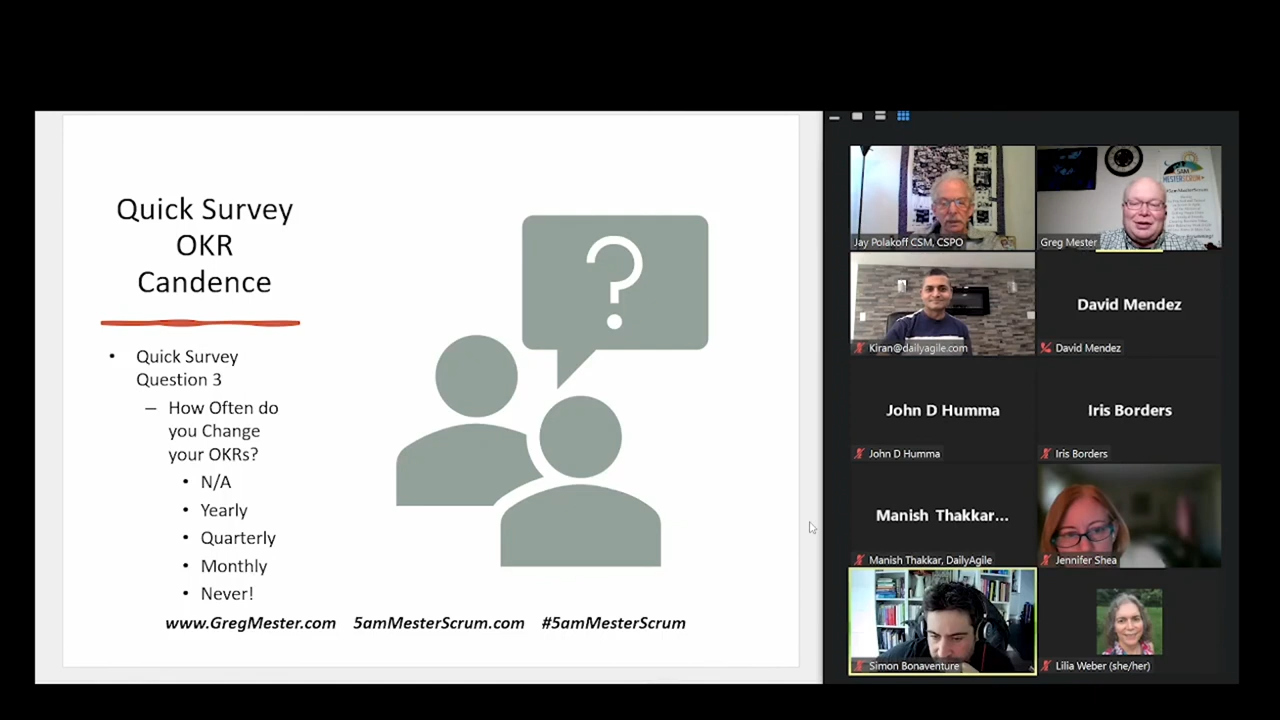 Quick Survey
OKR
Candence
• Quick Survey
Question 3
– How Often do
you Change
your OKRs?
• N/A
• Yearly
• Quarterly
• Monthly
• Never!
www.GregMester.com 5amMesterScrum.com #5amMesterScrum
?
Jay Polakoff CSM, CSPO
5AM
MESTERSCRUM
Greg Mester
Kiran@dailyagile.com
David Mendez
David Mendez
John D Humma
John D Humma
Iris Borders
Iris Borders
Manish Thakkar...
Manish Thakkar, DailyAgile
Jennifer Shea
Simon Bonaventure
Lilia Weber (she/her)